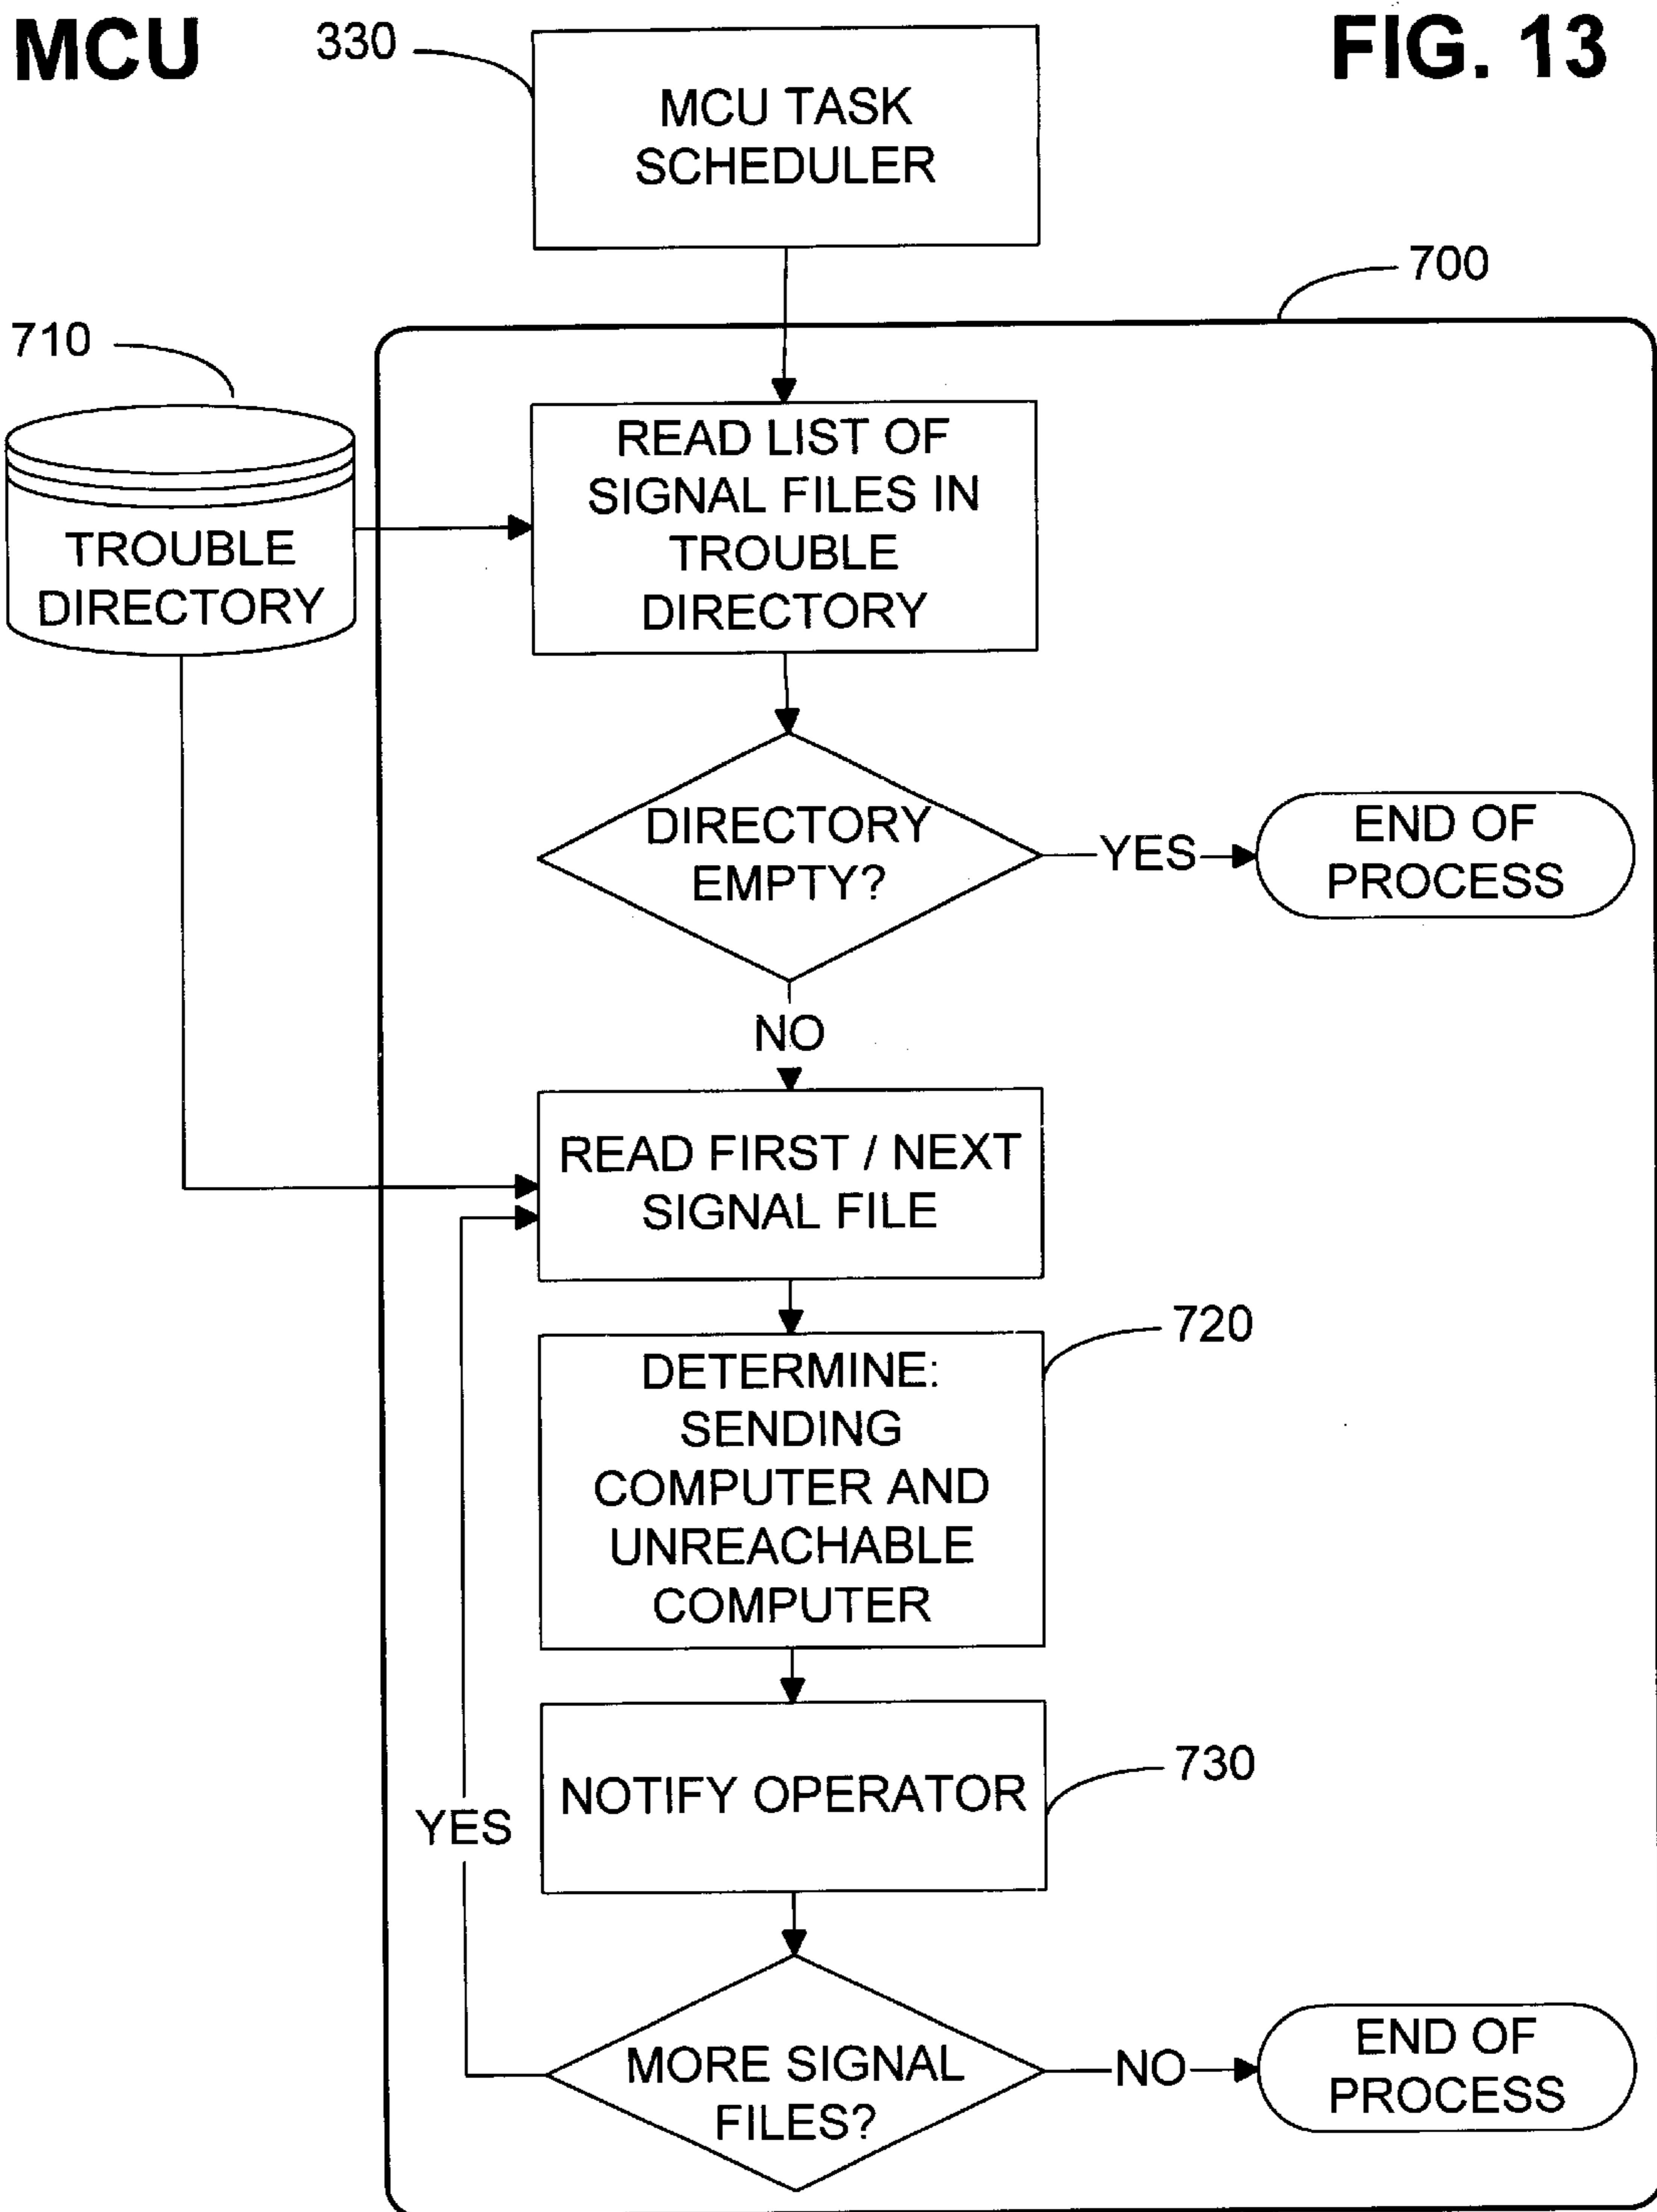 MCU
330
FIG. 13
MCU TASK
SCHEDULER
700
710
READ LIST OF
SIGNAL FILES IN
TROUBLE
DIRECTORY
TROUBLE
DIRECTORY
DIRECTORY
EMPTY?
YES
END OF
PROCESS
NO
READ FIRST / NEXT
SIGNAL FILE
720
DETERMINE:
SENDING
COMPUTER AND
UNREACHABLE
COMPUTER
730
NOTIFY OPERATOR
YES
MORE SIGNAL
FILES?
NO
END OF
PROCESS